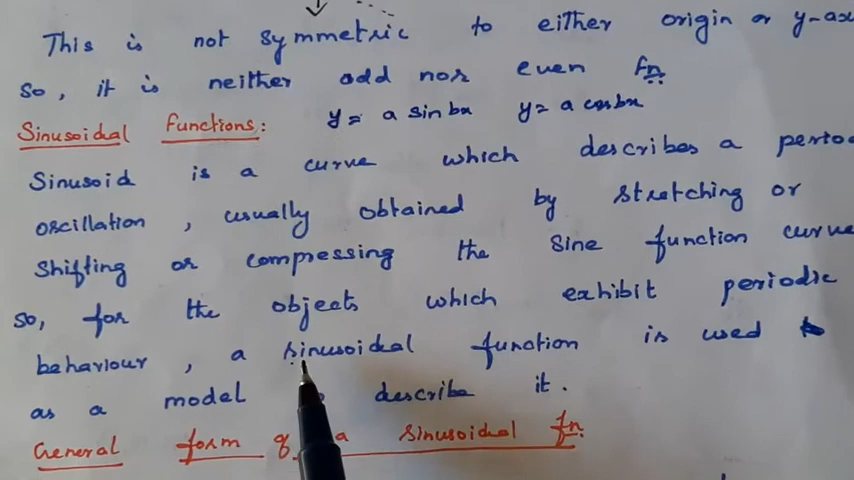 This is not symmetric to either origin or y-ax
so, it is neither odd nor even fn.
Sinusoidal Functions: y = a sin bx y = a cos bx
Sinusoid is a curve which describes a perio
oscillation, usually obtained by stretching or
shifting or compressing the sine function curve
so, for the objects which exhibit periodic
behaviour, a sinusoidal function is used
as a model describe it.
General form of a sinusoidal fn.